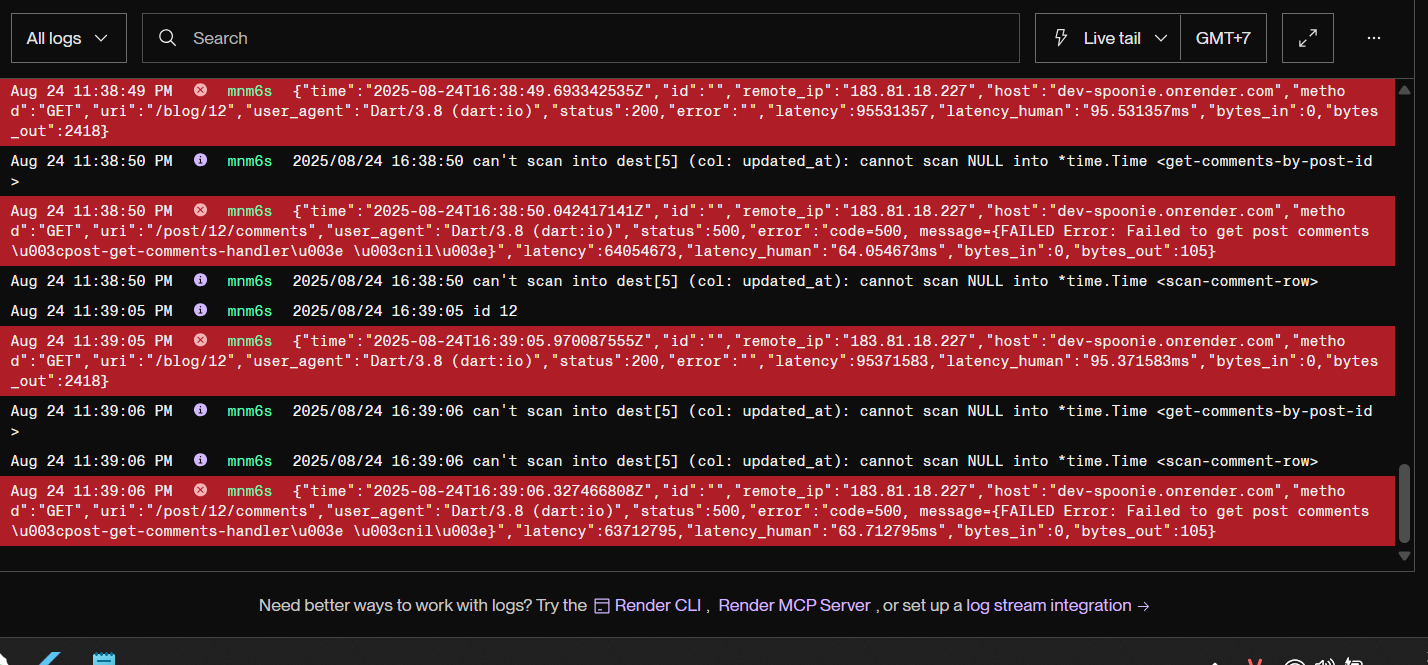 All logs
Search
Live tail
GMT+7
...
Aug 24 11:38:49 PM mnm6s {"time":"2025-08-24T16:38:49.693342535Z","id":"","remote_ip":"183.81.18.227","host":"dev-spoonie.onrender.com","metho
d":"GET","uri":"/blog/12","user_agent":"Dart/3.8 (dart:io)","status":200,"error":"","latency":95531357,"latency_human":"95.531357ms","bytes_in":0,"bytes
_out":2418}
Aug 24 11:38:50 PM mnm6s 2025/08/24 16:38:50 can't scan into dest[5] (col: updated_at): cannot scan NULL into *time.Time <get-comments-by-post-id
>
Aug 24 11:38:50 PM mnm6s {"time":"2025-08-24T16:38:50.042417141Z","id":"","remote_ip":"183.81.18.227","host":"dev-spoonie.onrender.com","metho
d":"GET","uri":"/post/12/comments","user_agent":"Dart/3.8 (dart:io)","status":500,"error":"code=500, message={FAILED Error: Failed to get post comments
\u003cpost-get-comments-handler\u003e \u003cnil\u003e}","latency":64054673,"latency_human":"64.054673ms","bytes_in":0,"bytes_out":105}
Aug 24 11:38:50 PM mnm6s 2025/08/24 16:38:50 can't scan into dest[5] (col: updated_at): cannot scan NULL into *time.Time <scan-comment-row>
Aug 24 11:39:05 PM mnm6s 2025/08/24 16:39:05 id 12
Aug 24 11:39:05 PM mnm6s {"time":"2025-08-24T16:39:05.970087555Z","id":"","remote_ip":"183.81.18.227","host":"dev-spoonie.onrender.com","metho
d":"GET","uri":"/blog/12","user_agent":"Dart/3.8 (dart:io)","status":200,"error":"","latency":95371583,"latency_human":"95.371583ms","bytes_in":0,"bytes
_out":2418}
Aug 24 11:39:06 PM mnm6s 2025/08/24 16:39:06 can't scan into dest[5] (col: updated_at): cannot scan NULL into *time.Time <get-comments-by-post-id
>
Aug 24 11:39:06 PM mnm6s 2025/08/24 16:39:06 can't scan into dest[5] (col: updated_at): cannot scan NULL into *time.Time <scan-comment-row>
Aug 24 11:39:06 PM mnm6s {"time":"2025-08-24T16:39:06.327466808Z","id":"","remote_ip":"183.81.18.227","host":"dev-spoonie.onrender.com","metho
d":"GET","uri":"/post/12/comments","user_agent":"Dart/3.8 (dart:io)","status":500,"error":"code=500, message={FAILED Error: Failed to get post comments
\u003cpost-get-comments-handler\u003e \u003cnil\u003e}","latency":63712795,"latency_human":"63.712795ms","bytes_in":0,"bytes_out":105}
Need better ways to work with logs? Try the Render CLI , Render MCP Server , or set up a log stream integration →